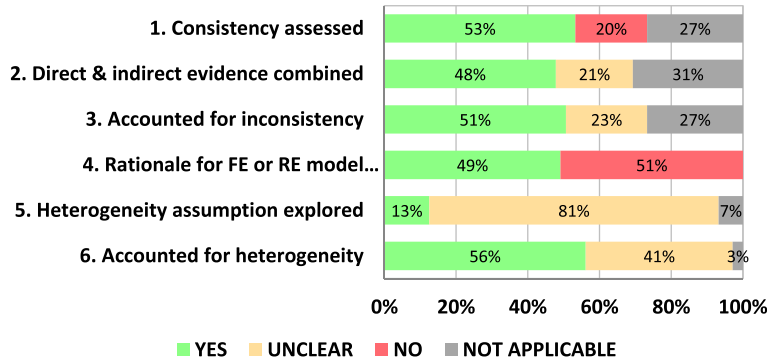 1. Consistency assessed 53% 20% 27%
2. Direct & indirect evidence combined 48% 21% 31%
3. Accounted for inconsistency 51% 23% 27%
4. Rationale for FE or RE model... 49% 51%
5. Heterogeneity assumption explored 13% 81% 7%
6. Accounted for heterogeneity 56% 41% 3%
0% 20% 40% 60% 80% 100%
YES UNCLEAR NO NOT APPLICABLE